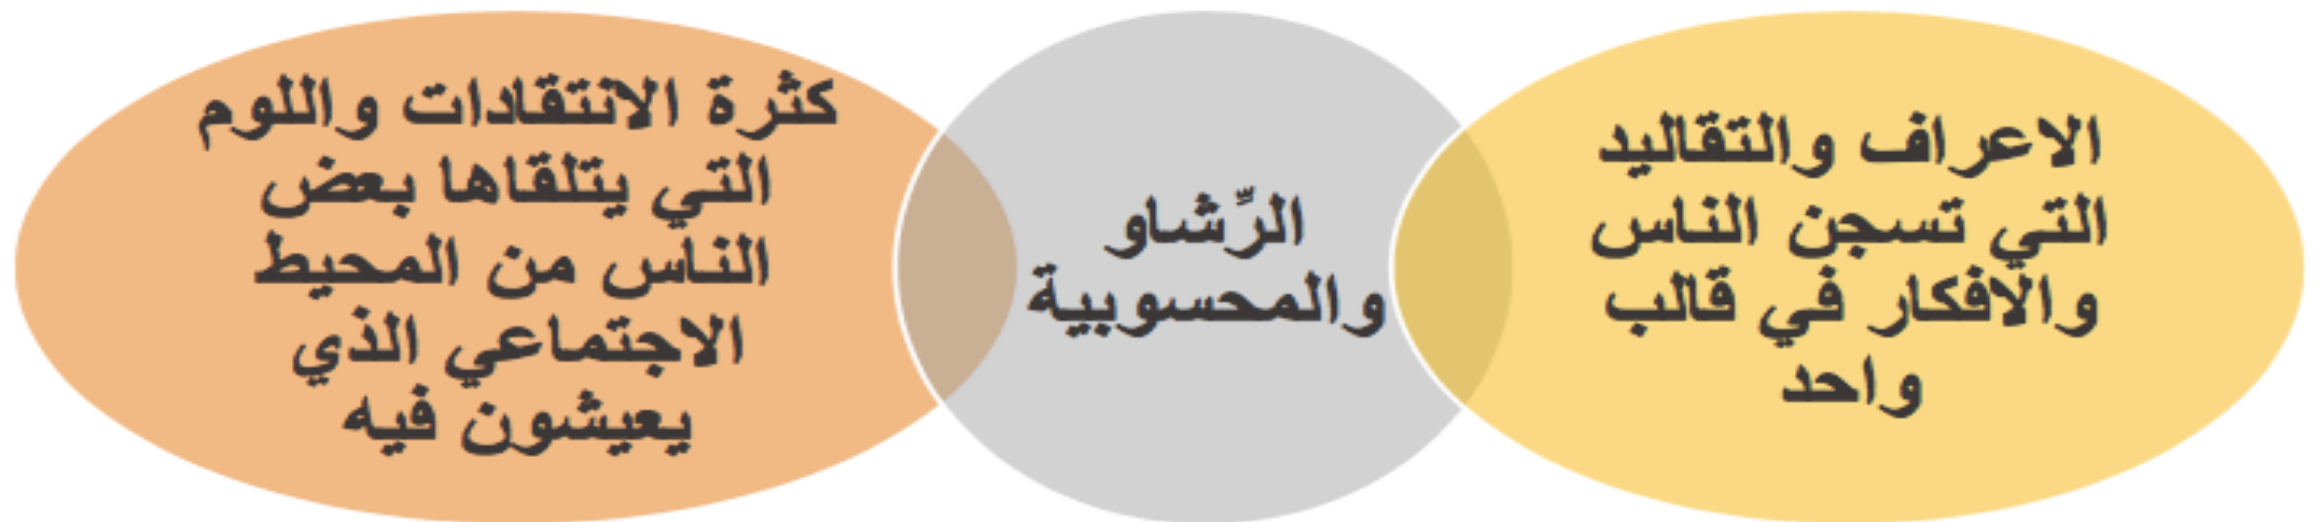 الاعراف والتقاليد
التي تسجن الناس
والافكار في قالب
واحد
الرِّشاو
والمحسوبية
كثرة الانتقادات واللوم
التي يتلقاها بعض
الناس من المحيط
الاجتماعي الذي
يعيشون فيه